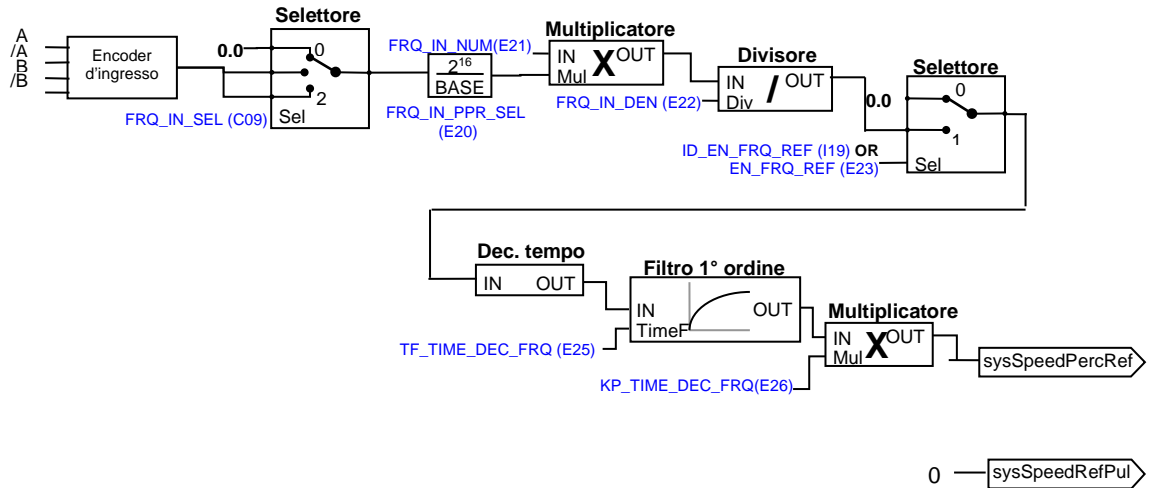 Selettore
A
/A
B
/B
Encoder
d'ingresso
0.0
0
2
Sel
FRQ_IN_SEL (C09)
2¹⁶
BASE
FRQ_IN_PPR_SEL
(E20)
FRQ_IN_NUM(E21)
Multiplicatore
IN
Mul
X
OUT
FRQ_IN_DEN (E22)
Divisore
IN
Div
/
OUT
Selettore
0.0
0
1
Sel
ID_EN_FRQ_REF (I19) OR
EN_FRQ_REF (E23)
Dec. tempo
IN OUT
Filtro 1° ordine
IN
TimeF
OUT
TF_TIME_DEC_FRQ (E25)
Multiplicatore
IN
Mul
X
OUT
KP_TIME_DEC_FRQ(E26)
sysSpeedPercRef
0
sysSpeedRefPul